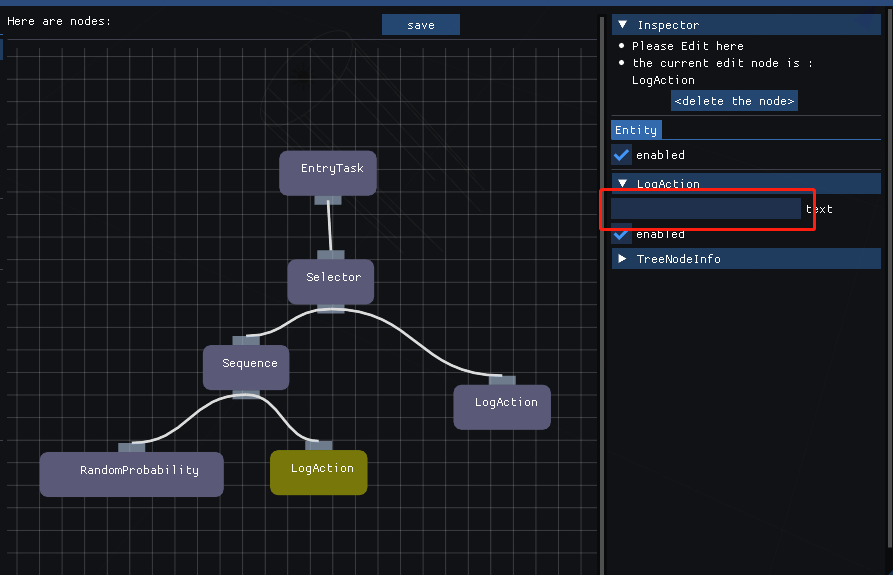 Here are nodes:
save
EntryTask
Selector
Sequence
LogAction
RandomProbability
LogAction
Inspector
Please Edit here
the current edit node is :
LogAction
<delete the node>
Entity
enabled
LogAction
text
enabled
TreeNodeInfo